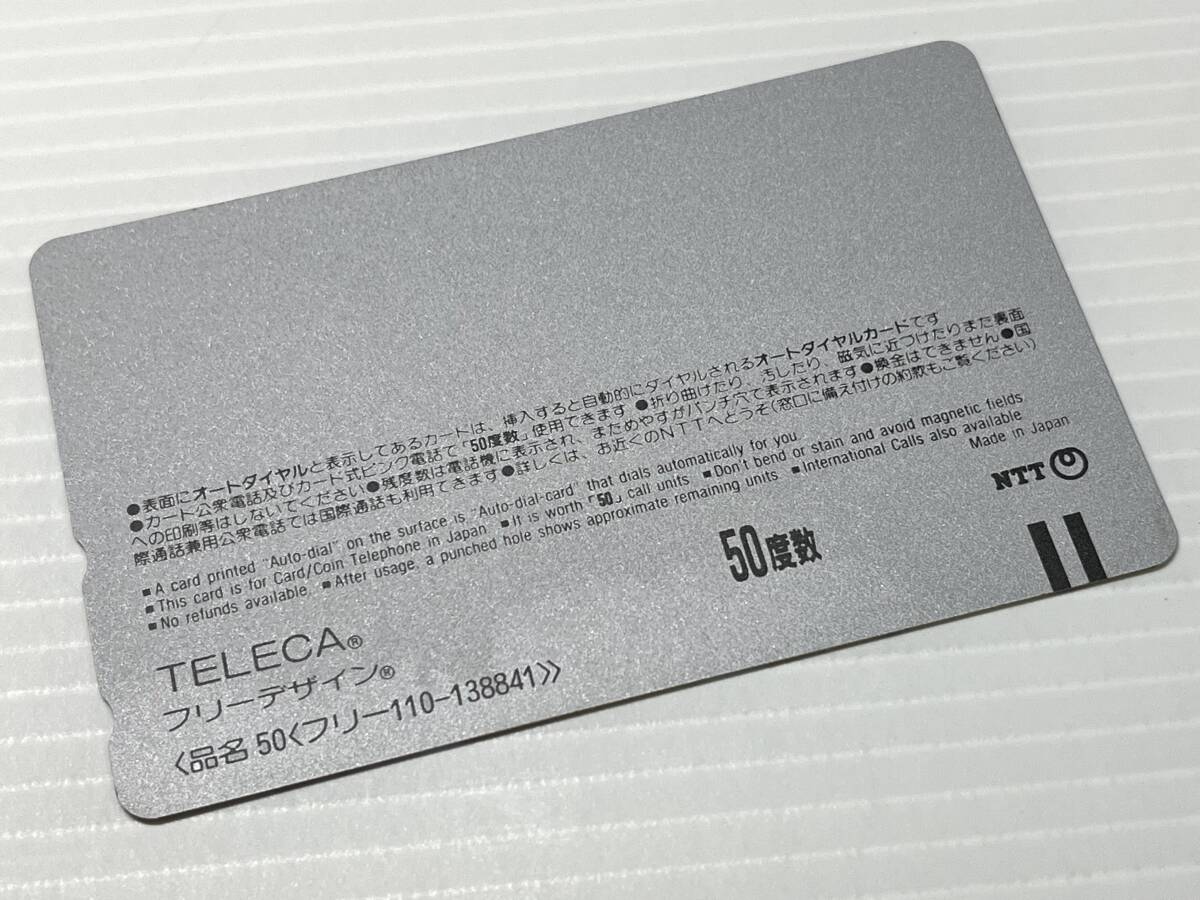 ●表面にオートダイヤルと表示してあるカードは、挿入すると自動的にダイヤルされるオートダイヤルカードです
●カード公衆電話及びカード式ピンク電話で「50度数」使用できます●折り曲げたり、汚したり、磁気に近づけたりまた裏面
への印刷等はしないでください●残度数は電話機に表示され、まためやすがパンチ穴で表示されます●換金はできません●国
際通話兼用公衆電話では国際通話も利用できます●詳しくは、お近くのNTTへどうぞ(窓口に備え付けの約款もご覧ください)
■A card printed "Auto-dial" on the surface is "Auto-dial-card" that dials automatically for you.
■This card is for Card/Coin Telephone in Japan ■It is worth「50」call units ■Don't bend or stain and avoid magnetic fields
■No refunds available. ■After usage, a punched hole shows approximate remaining units ■International Calls also available
Made in Japan
NTT
50度数
TELECA®
フリーデザイン®
〈品名 50〈フリー110-138841〉〉